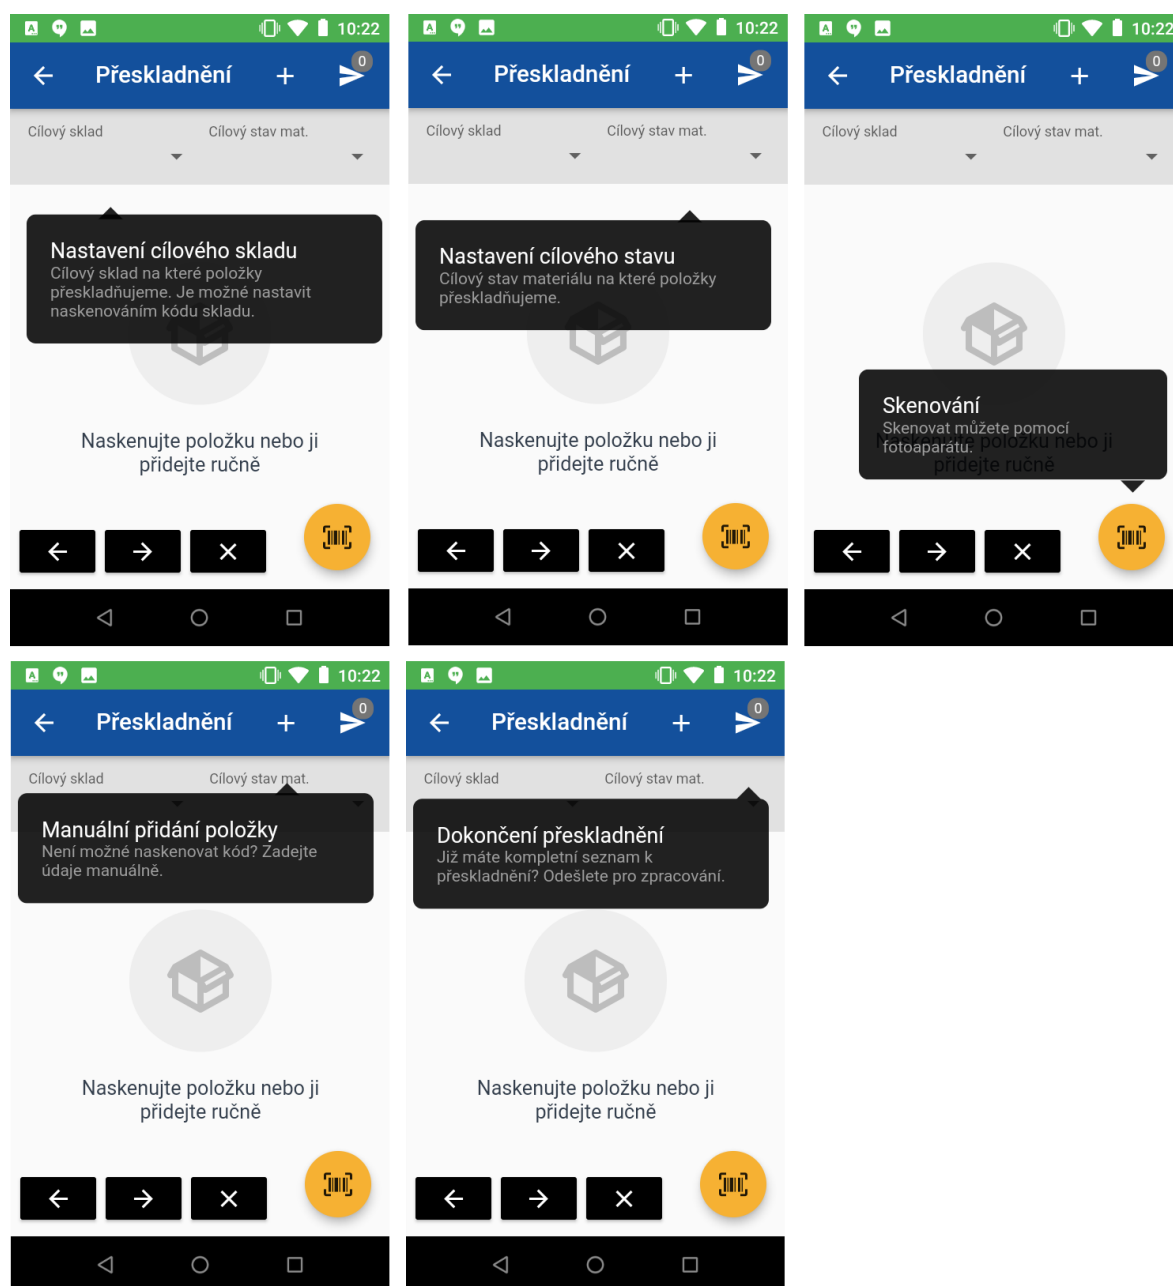 10:22
Přeskladnění
0
Cílový sklad
Cílový stav mat.
Nastavení cílového skladu
Cílový sklad na které položky
přeskladňujeme. Je možné nastavit
naskenováním kódu skladu.
Naskenujte položku nebo ji
přidejte ručně
10:22
Přeskladnění
0
Cílový sklad
Cílový stav mat.
Nastavení cílového stavu
Cílový stav materiálu na které položky
přeskladňujeme.
Naskenujte položku nebo ji
přidejte ručně
10:22
Přeskladnění
0
Cílový sklad
Cílový stav mat.
Skenování
Skenovat můžete pomocí
fotoaparátu.
Naskenujte položku nebo ji
přidejte ručně
10:22
Přeskladnění
0
Cílový sklad
Cílový stav mat.
Manuální přidání položky
Není možné naskenovat kód? Zadejte
údaje manuálně.
Naskenujte položku nebo ji
přidejte ručně
10:22
Přeskladnění
0
Cílový sklad
Cílový stav mat.
Dokončení přeskladnění
Již máte kompletní seznam k
přeskladnění? Odešlete pro zpracování.
Naskenujte položku nebo ji
přidejte ručně